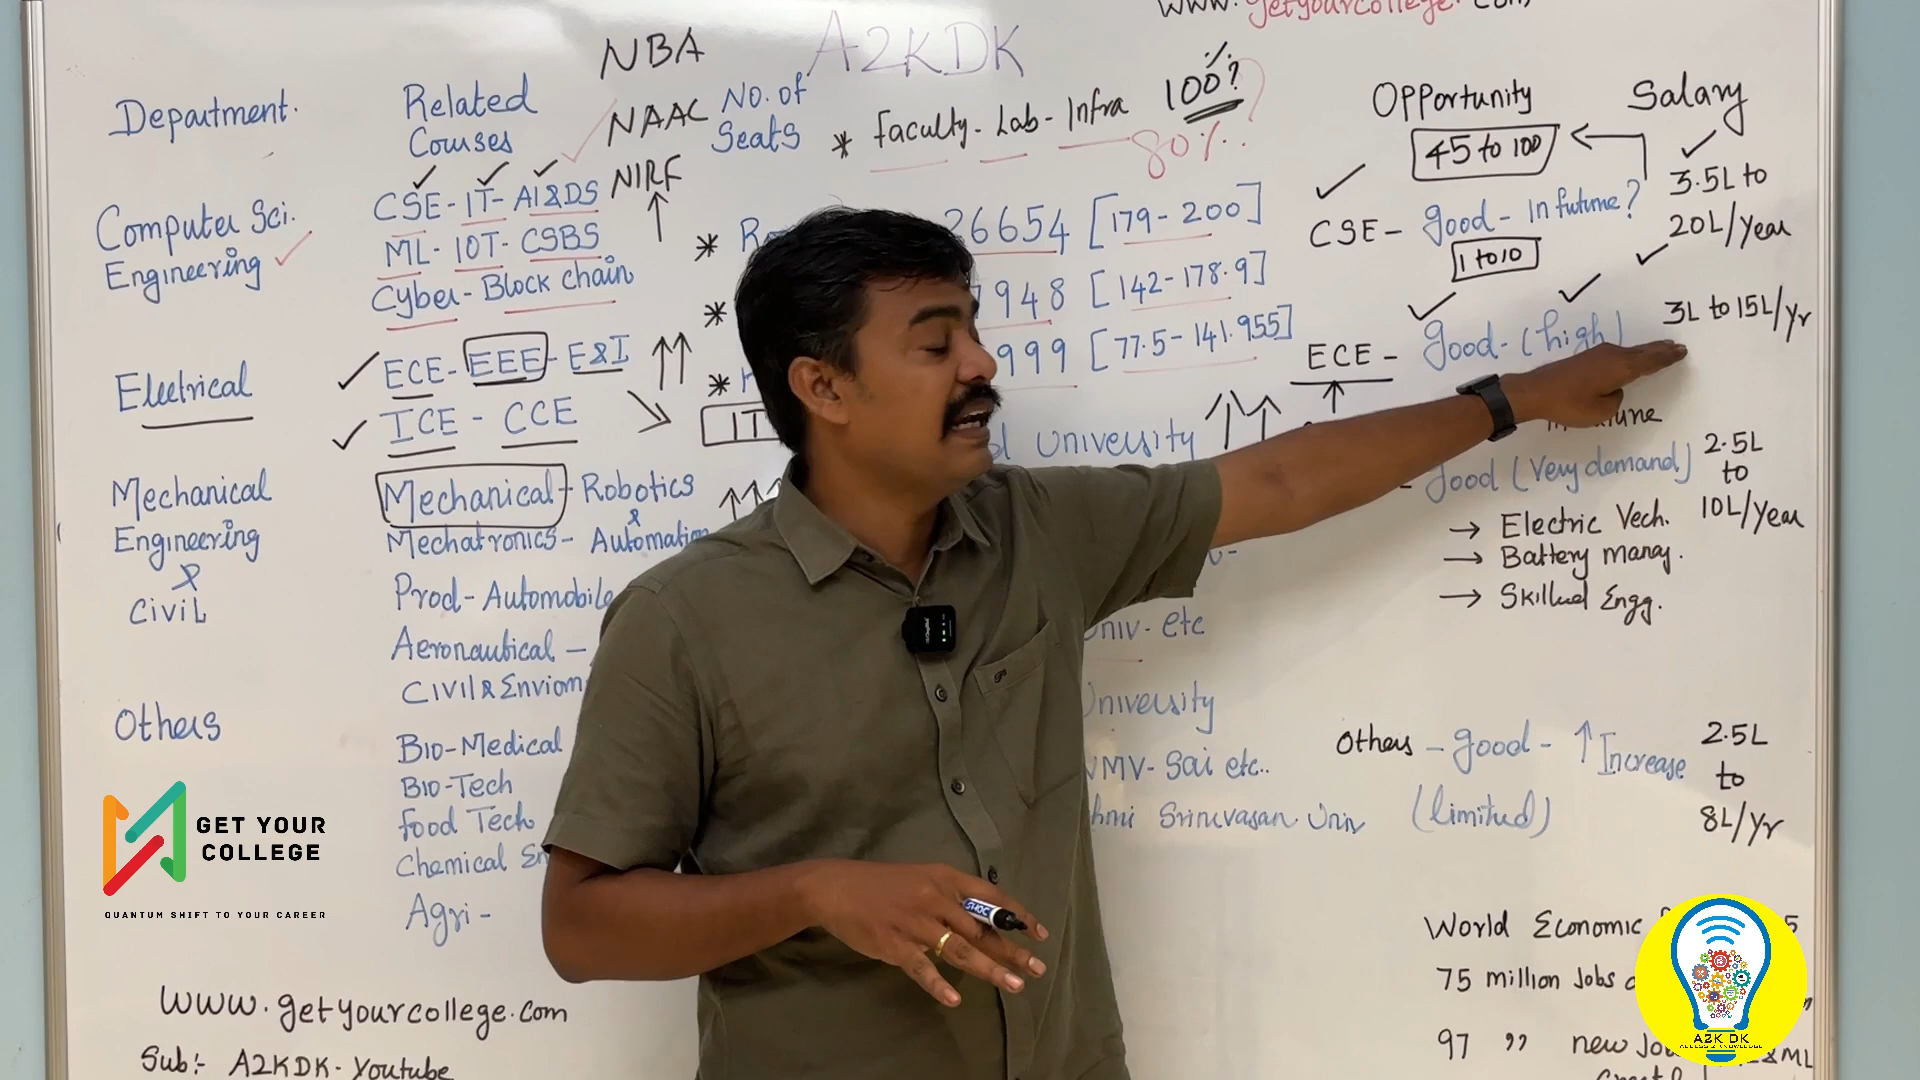 www.getyourcollege.com
NBA
A2KDK
Department.
Related
Courses
NAAC
No. of
Seats
* Faculty - Lab - Infra 100%?
80%..?
Opportunity
45 to 100
Salary
Computer Sci.
Engineering
CSE - IT - AI&DS
NIRF
ML - IOT - CSBS
Cyber - Block chain
* 26654 [179 - 200]
* 7948 [142 - 178.9]
* 999 [77.5 - 141.955]
CSE - Good - In future?
1 to 10
3.5L to
20L/Year
ECE - Good - (high)
3L to 15L/yr
Electrical
ECE - EEE - E&I
ICE - CCE
IT
University
Good (Very demand)
2.5L
to
10L/Year
→ Electric Vech.
→ Battery manag.
→ Skilled Engg.
Mechanical
Engineering
&
Civil
Mechanical - Robotics
&
Mechatronics - Automation
Prod - Automobile
Aeronautical -
Civil & Enviom
Univ - etc
University
VMV - Sai etc..
Srinivasan Univ
Others
Bio-Medical
Bio-Tech
Food Tech
Chemical En
Agri -
Others - Good - ↑ Increase
(limited)
2.5L
to
8L/yr
World Economic
75 million Jobs
97 " new Jo
&ML
GET YOUR
COLLEGE
QUANTUM SHIFT TO YOUR CAREER
www.getyourcollege.com
Sub:- A2KDK - Youtube
A2K DK